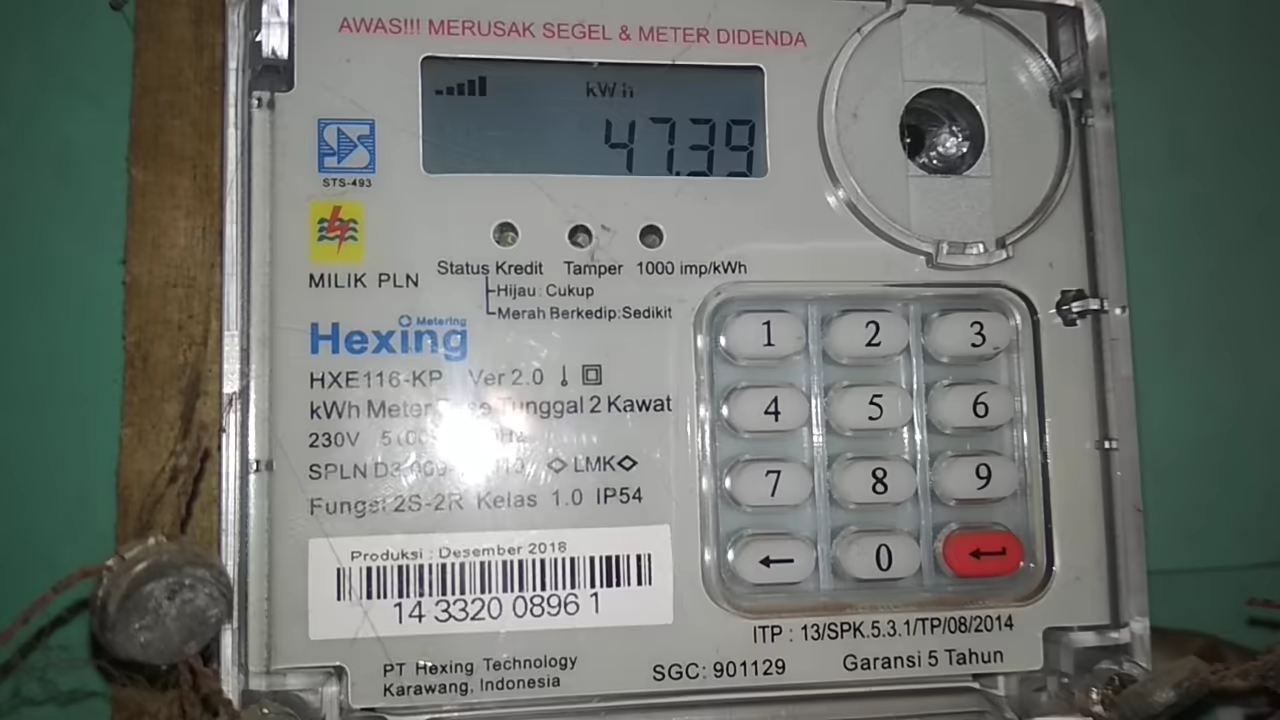 AWAS!!! MERUSAK SEGEL & METER DIDENDA
kWh
47.39
STS-493
MILIK PLN
Status Kredit Tamper 1000 imp/kWh
Hijau : Cukup
Merah Berkedip:Sedikit
Metering
Hexing
HXE116-KP Ver 2.0
kWh Meter Tunggal 2 Kawat
230V
SPLN LMK
Fungsi 2S-2R Kelas 1.0 IP54
Produksi : Desember 2018
14 3320 0896 1
PT Hexing Technology
Karawang, Indonesia
1 2 3
4 5 6
7 8 9
← 0 ↵
ITP : 13/SPK.5.3.1/TP/08/2014
SGC: 901129 Garansi 5 Tahun